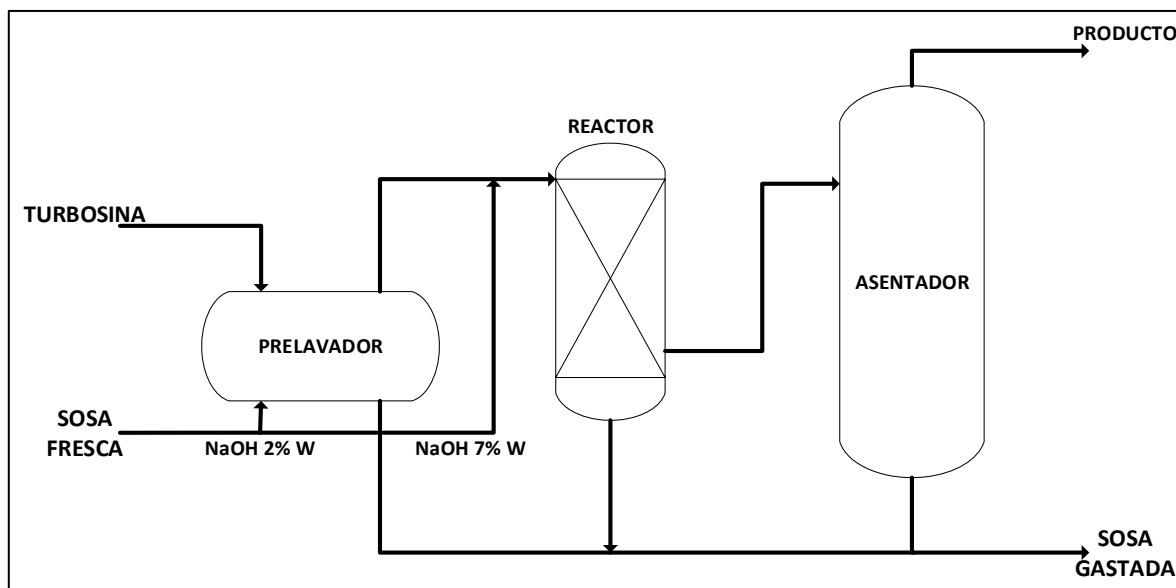 PRODUCTO
REACTOR
TURBOSINA
ASENTADOR
PRELAVADOR
SOSA
FRESCA
NaOH 2% W
NaOH 7% W
SOSA
GASTADA